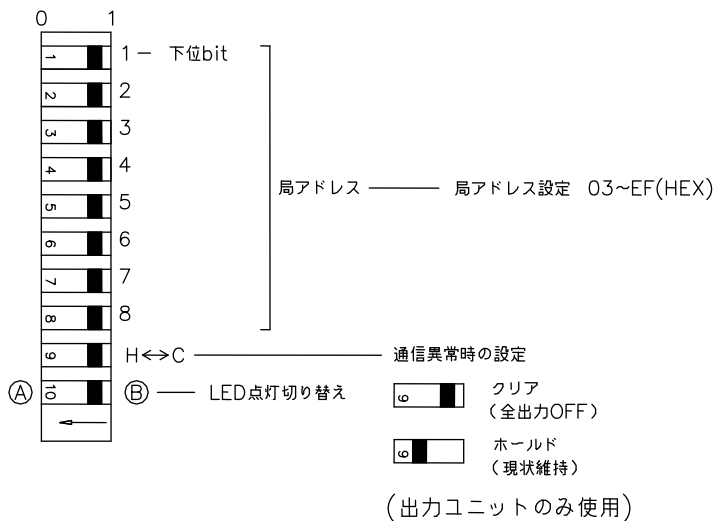 0 1
1 1 — 下位bit
2 2
3 3
4 4
5 5
局アドレス 局アドレス設定 03~EF(HEX)
6 6
7 7
8 8
9 H↔C 通信異常時の設定
Ⓐ 10 Ⓑ LED点灯切り替え
9 クリア
(全出力OFF)
9 ホールド
(現状維持)
(出力ユニットのみ使用)